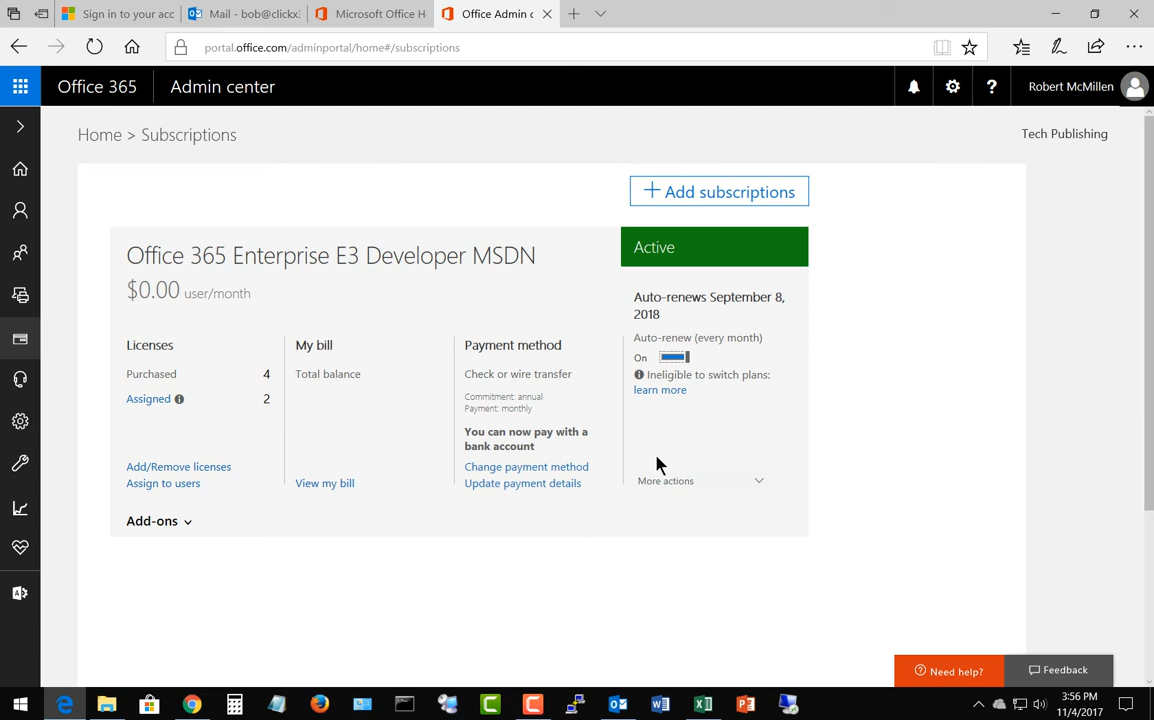 Sign in to your acc
Mail - bob@clickx
Microsoft Office H
Office Admin c
portal.office.com/adminportal/home#/subscriptions
Office 365
Admin center
Robert McMillen
Home > Subscriptions
Tech Publishing
Add subscriptions
Office 365 Enterprise E3 Developer MSDN
$0.00 user/month
Active
Auto-renews September 8,
2018
Auto-renew (every month)
On
Ineligible to switch plans:
learn more
More actions
Licenses
Purchased 4
Assigned 2
Add/Remove licenses
Assign to users
My bill
Total balance
View my bill
Payment method
Check or wire transfer
Commitment: annual
Payment: monthly
You can now pay with a
bank account
Change payment method
Update payment details
Add-ons
Need help?
Feedback
3:56 PM
11/4/2017